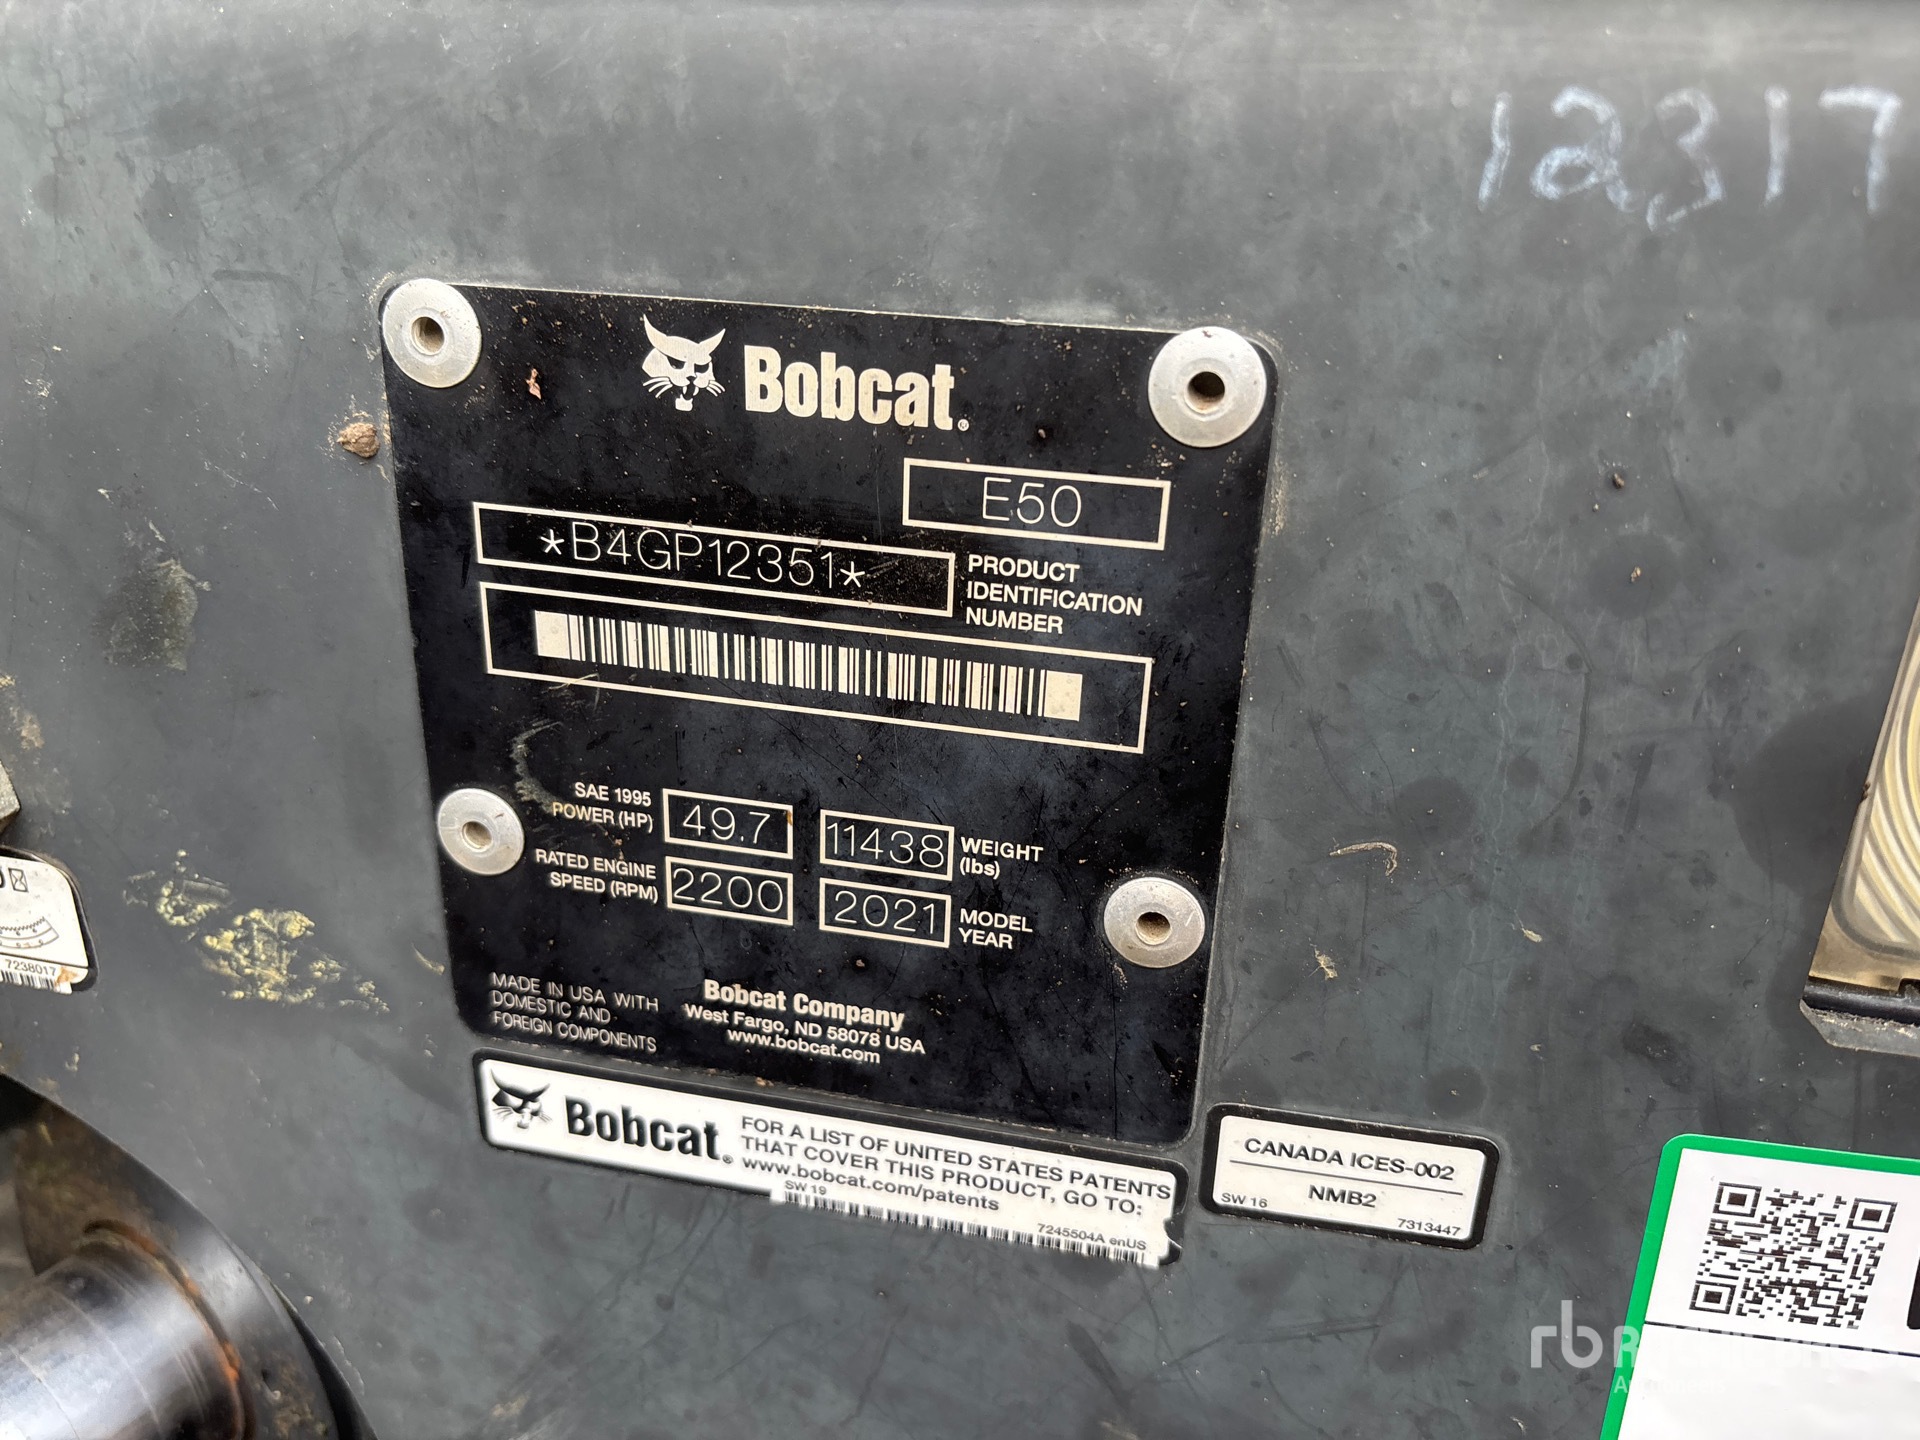 12317
Bobcat®
E50
*B4GP12351*
PRODUCT
IDENTIFICATION
NUMBER
SAE 1995
POWER (HP)
49.7
11438
WEIGHT
(lbs)
RATED ENGINE
SPEED (RPM)
2200
2021
MODEL
YEAR
MADE IN USA WITH
DOMESTIC AND
FOREIGN COMPONENTS
Bobcat Company
West Fargo, ND 58078 USA
www.bobcat.com
7238017
Bobcat®
FOR A LIST OF UNITED STATES PATENTS
THAT COVER THIS PRODUCT, GO TO:
www.bobcat.com/patents
SW 19
7245504A enUS
CANADA ICES-002
NMB2
SW 16
7313447
rb